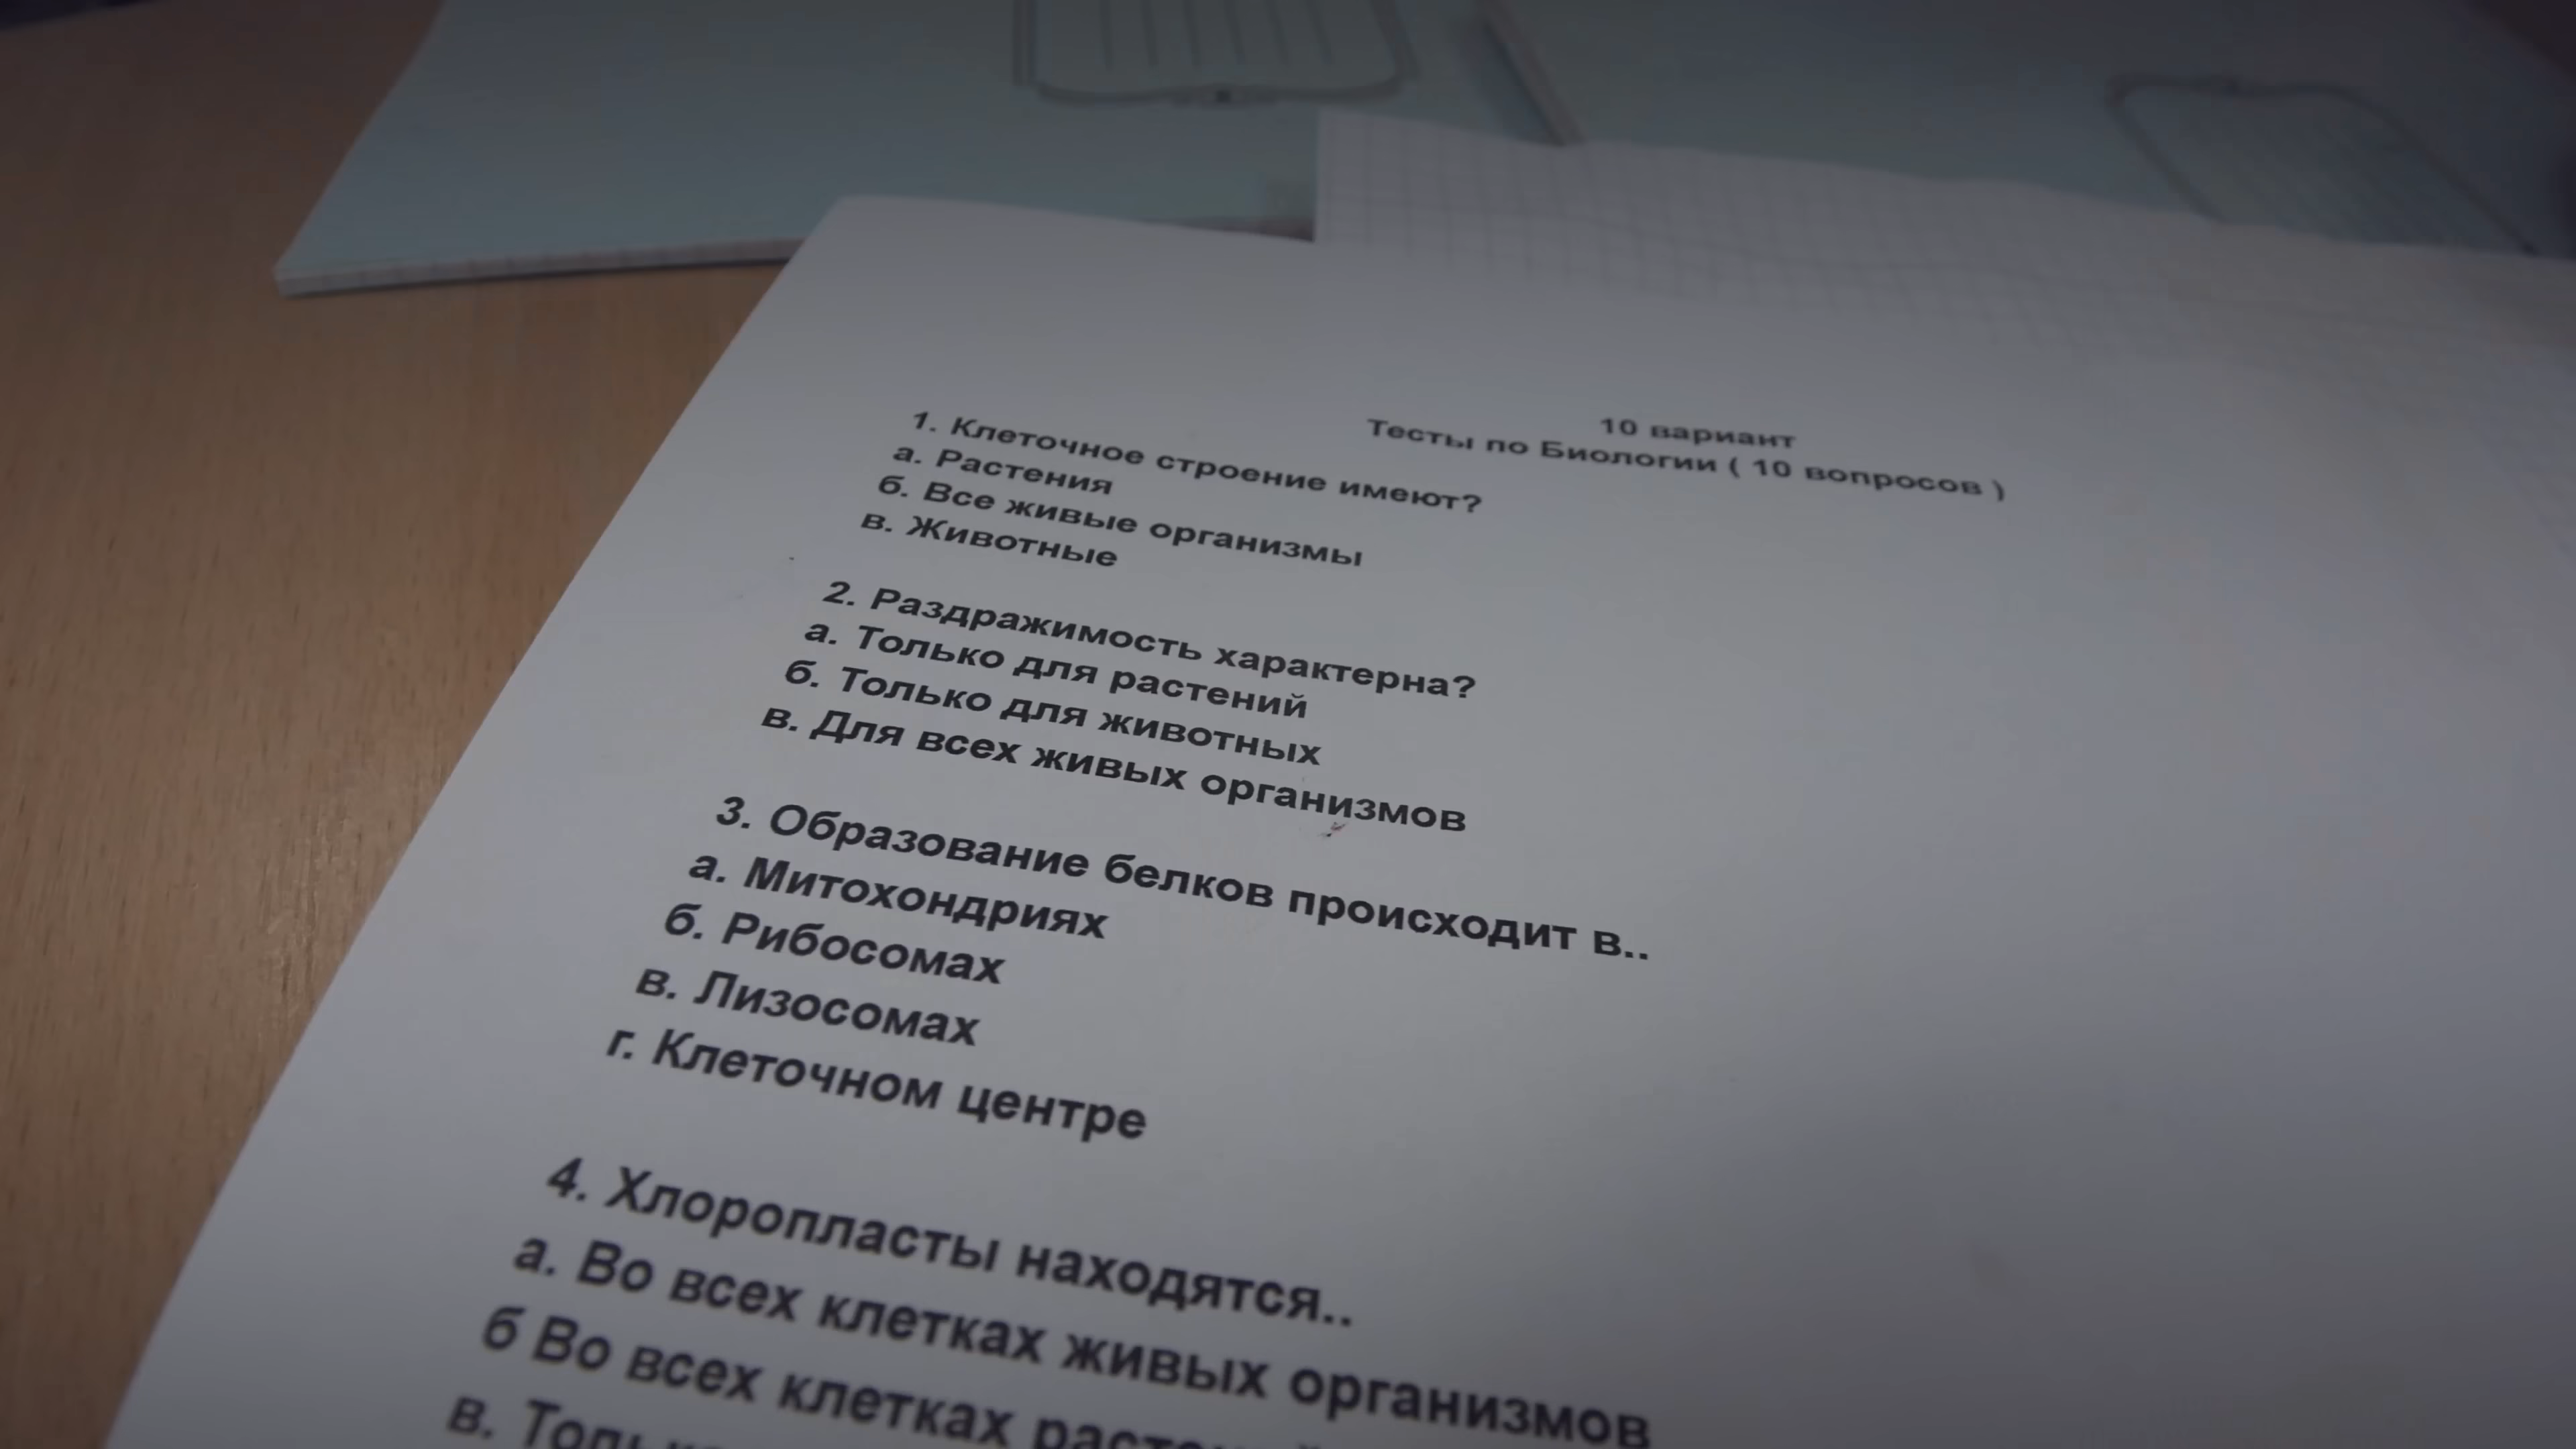 10 вариант
Тесты по Биологии ( 10 вопросов )
1. Клеточное строение имеют?
а. Растения
б. Все живые организмы
в. Животные
2. Раздражимость характерна?
а. Только для растений
б. Только для животных
в. Для всех живых организмов
3. Образование белков происходит в..
а. Митохондриях
б. Рибосомах
в. Лизосомах
г. Клеточном центре
4. Хлоропласты находятся..
а. Во всех клетках живых организмов
б Во всех клетках
в.